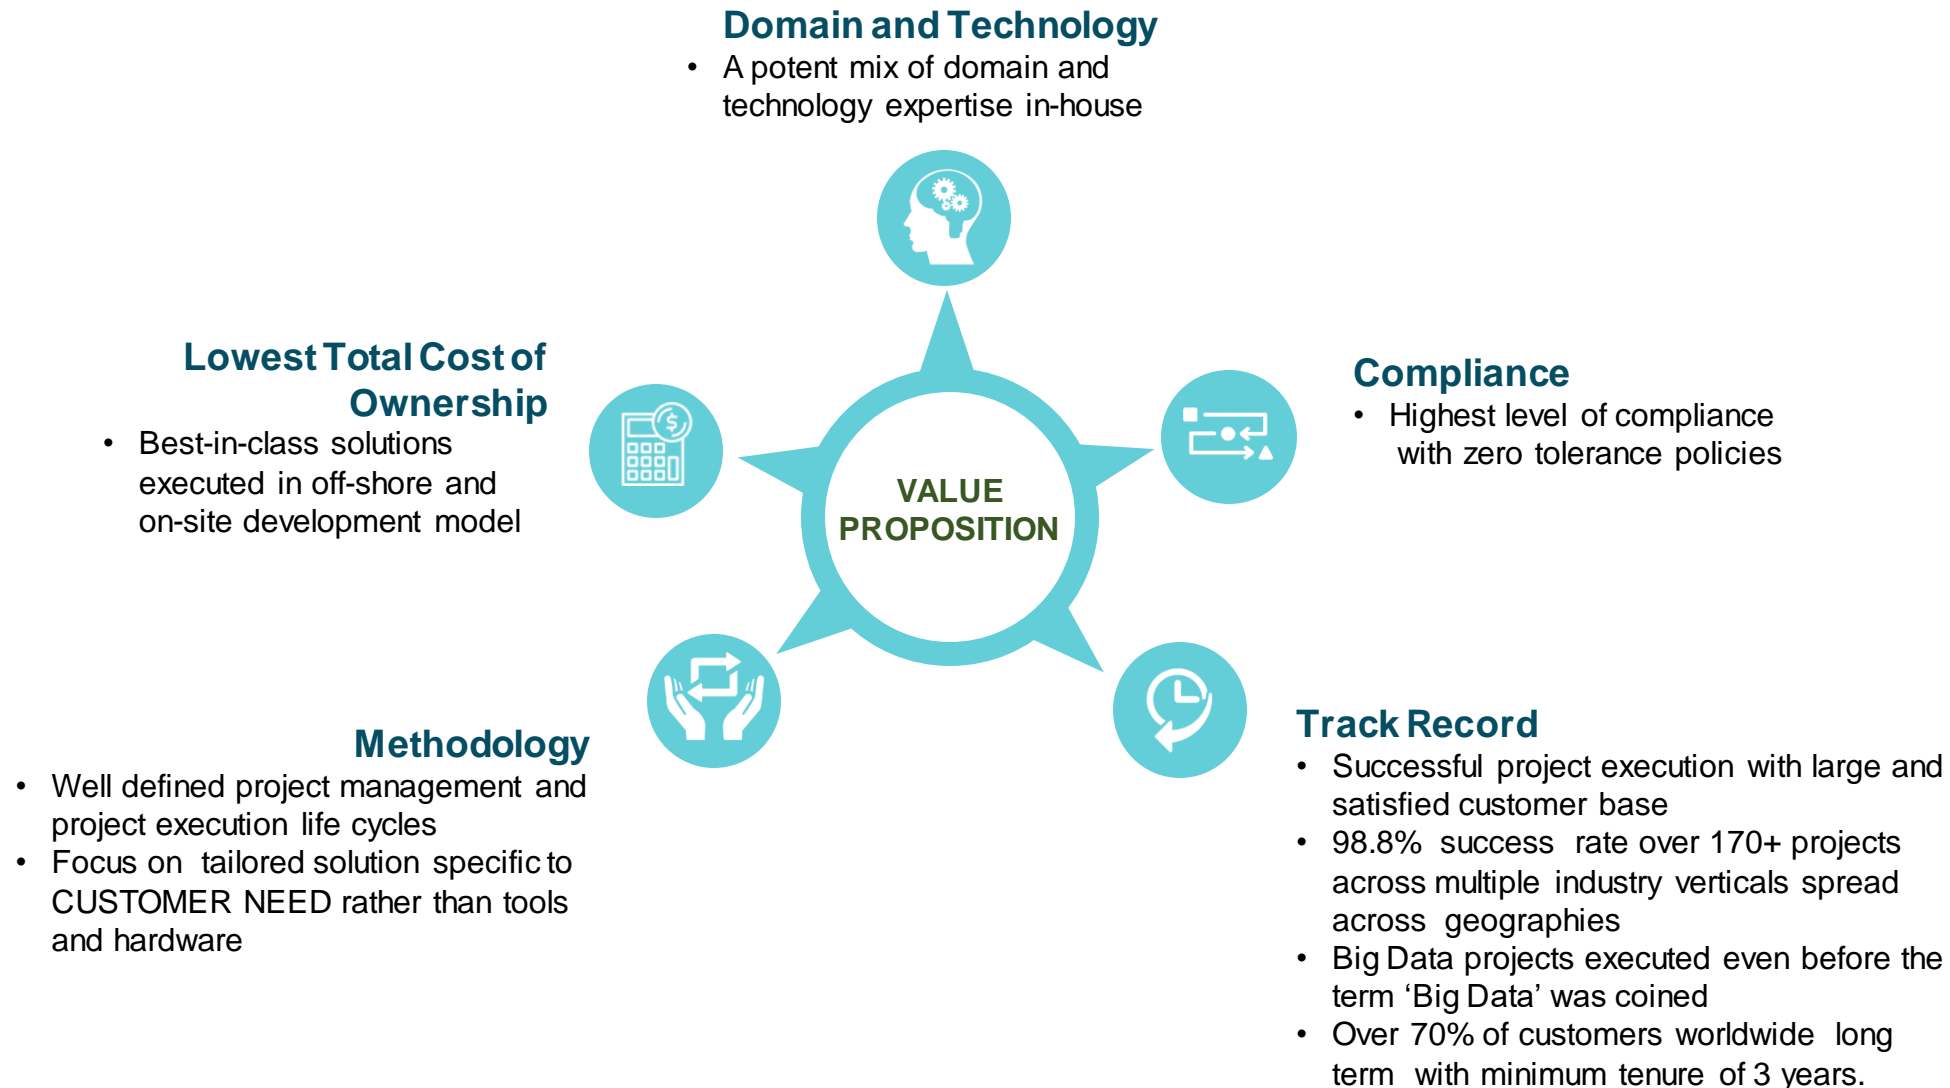 Domain and Technology
• A potent mix of domain and
technology expertise in-house
Lowest Total Cost of
Ownership
• Best-in-class solutions
executed in off-shore and
on-site development model
Compliance
• Highest level of compliance
with zero tolerance policies
VALUE
PROPOSITION
Methodology
• Well defined project management and
project execution life cycles
• Focus on tailored solution specific to
CUSTOMER NEED rather than tools
and hardware
Track Record
• Successful project execution with large and
satisfied customer base
• 98.8% success rate over 170+ projects
across multiple industry verticals spread
across geographies
• Big Data projects executed even before the
term ‘Big Data’ was coined
• Over 70% of customers worldwide long
term with minimum tenure of 3 years.
$